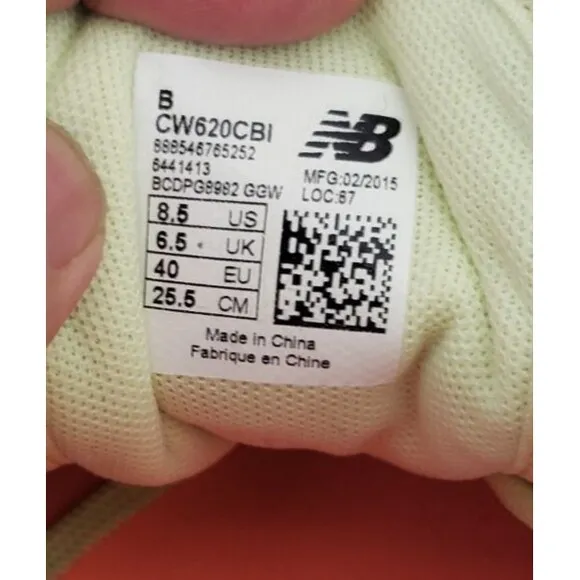 B
CW620CBI
888546765252
6441413
BCDPG8982 GGW
NB
MFG:02/2015
LOC:67
8.5 US
6.5 UK
40 EU
25.5 CM
Made in China
Fabrique en Chine